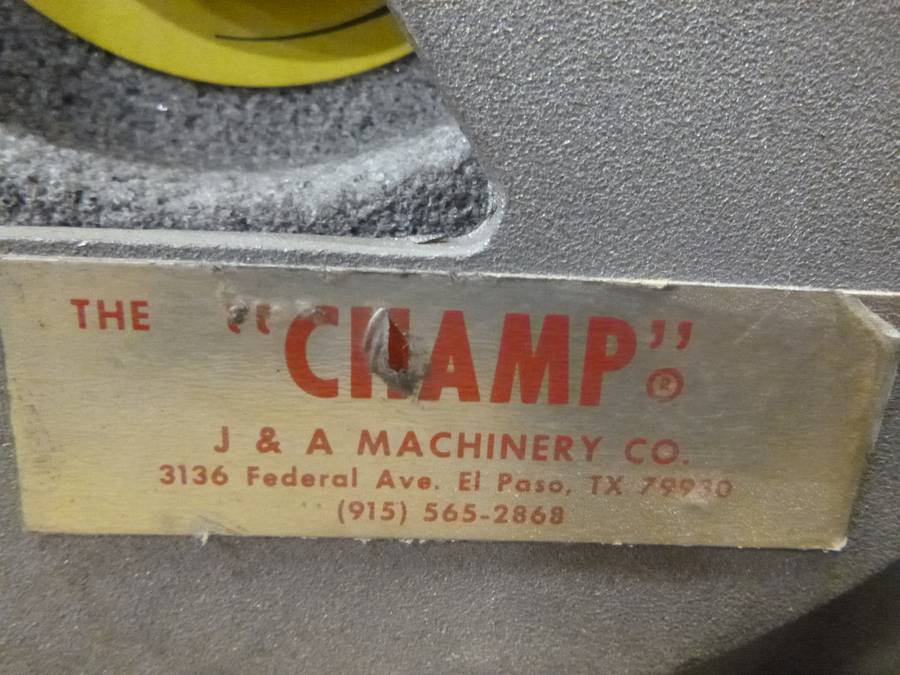 THE "CHAMP"®
J & A MACHINERY CO.
3136 Federal Ave. El Paso, TX 79930
(915) 565-2868